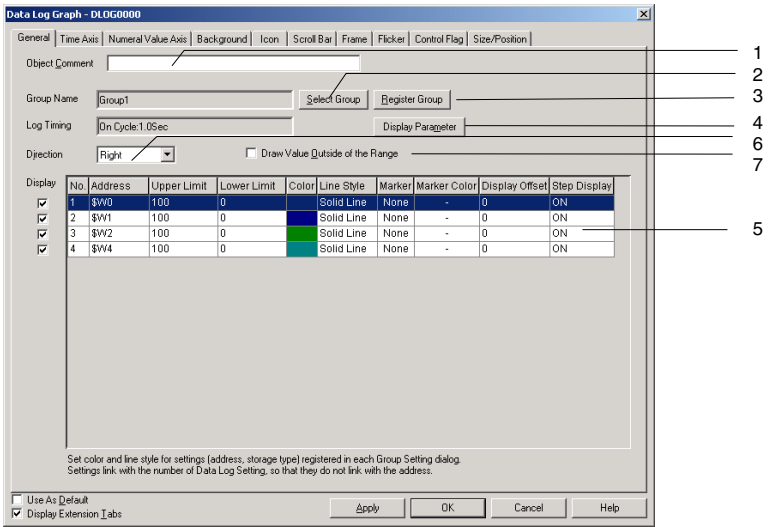 Data Log Graph - DLOG0000
General Time Axis Numeral Value Axis Background Icon Scroll Bar Frame Flicker Control Flag Size/Position
Object Comment 1
2
Group Name Group1 Select Group Register Group 3
Log Timing On Cycle:1.0Sec Display Parameter 4
6
Direction Right Draw Value Outside of the Range 7
Display No. Address Upper Limit Lower Limit Color Line Style Marker Marker Color Display Offset Step Display
1 $W0 100 0 Solid Line None - 0 ON
2 $W1 100 0 Solid Line None - 0 ON
3 $W2 100 0 Solid Line None - 0 ON 5
4 $W4 100 0 Solid Line None - 0 ON
Set color and line style for settings (address, storage type) registered in each Group Setting dialog.
Settings link with the number of Data Log Setting, so that they do not link with the address.
Use As Default
Display Extension Tabs Apply OK Cancel Help